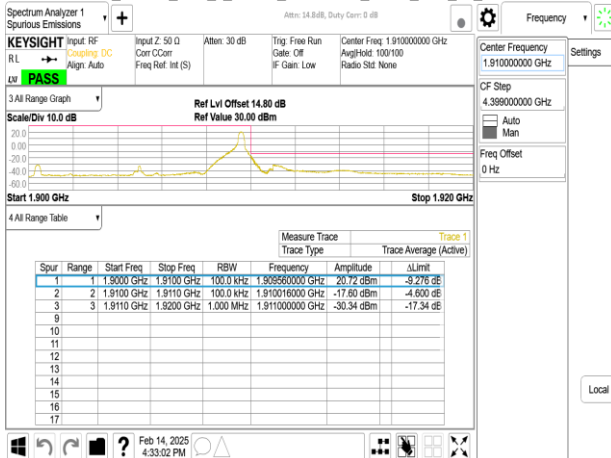 Spectrum Analyzer 1
Spurious Emissions
+
Attn: 14.8dB, Duty Carr: 0 dB
Frequency
KEYSIGHT
RL
LXI
PASS
Input: RF
Coupling: DC
Align: Auto
Input Z: 50 Ω
Corr CCorr
Freq Ref: Int (S)
Atten: 30 dB
Trig: Free Run
Gate: Off
IF Gain: Low
Center Freq: 1.910000000 GHz
Avg|Hold: 100/100
Radio Std: None
Center Frequency
1.910000000 GHz
Settings
CF Step
4.399000000 GHz
Auto
Man
Freq Offset
0 Hz
3 All Range Graph
Scale/Div 10.0 dB
Ref Lvl Offset 14.80 dB
Ref Value 30.00 dBm
20.0
0.00
-20.0
-40.0
-60.0
Start 1.900 GHz
Stop 1.920 GHz
4 All Range Table
Measure Trace Trace 1
Trace Type Trace Average (Active)
Spur Range Start Freq Stop Freq RBW Frequency Amplitude ΔLimit
1 1 1.9000 GHz 1.9100 GHz 100.0 kHz 1.909560000 GHz 20.72 dBm -9.276 dB
2 2 1.9100 GHz 1.9110 GHz 100.0 kHz 1.910016000 GHz -17.60 dBm -4.600 dB
3 3 1.9110 GHz 1.9200 GHz 1.000 MHz 1.911000000 GHz -30.34 dBm -17.34 dB
9
10
11
12
13
14
15
16
17
Local
?
Feb 14, 2025
4:33:02 PM